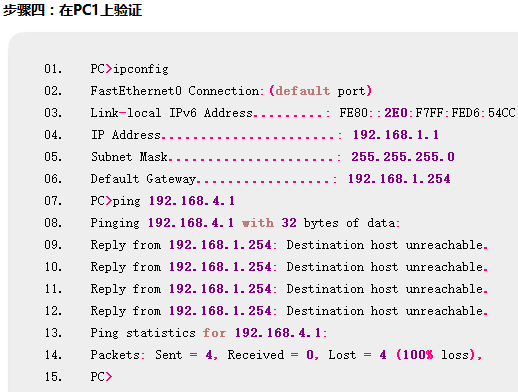 步骤四：在PC1上验证
01. PC>ipconfig
02. FastEthernet0 Connection:(default port)
03. Link-local IPv6 Address.........: FE80::2E0:F7FF:FED6:54CC
04. IP Address......................: 192.168.1.1
05. Subnet Mask.....................: 255.255.255.0
06. Default Gateway.................: 192.168.1.254
07. PC>ping 192.168.4.1
08. Pinging 192.168.4.1 with 32 bytes of data:
09. Reply from 192.168.1.254: Destination host unreachable.
10. Reply from 192.168.1.254: Destination host unreachable.
11. Reply from 192.168.1.254: Destination host unreachable.
12. Reply from 192.168.1.254: Destination host unreachable.
13. Ping statistics for 192.168.4.1:
14. Packets: Sent = 4, Received = 0, Lost = 4 (100% loss),
15. PC>